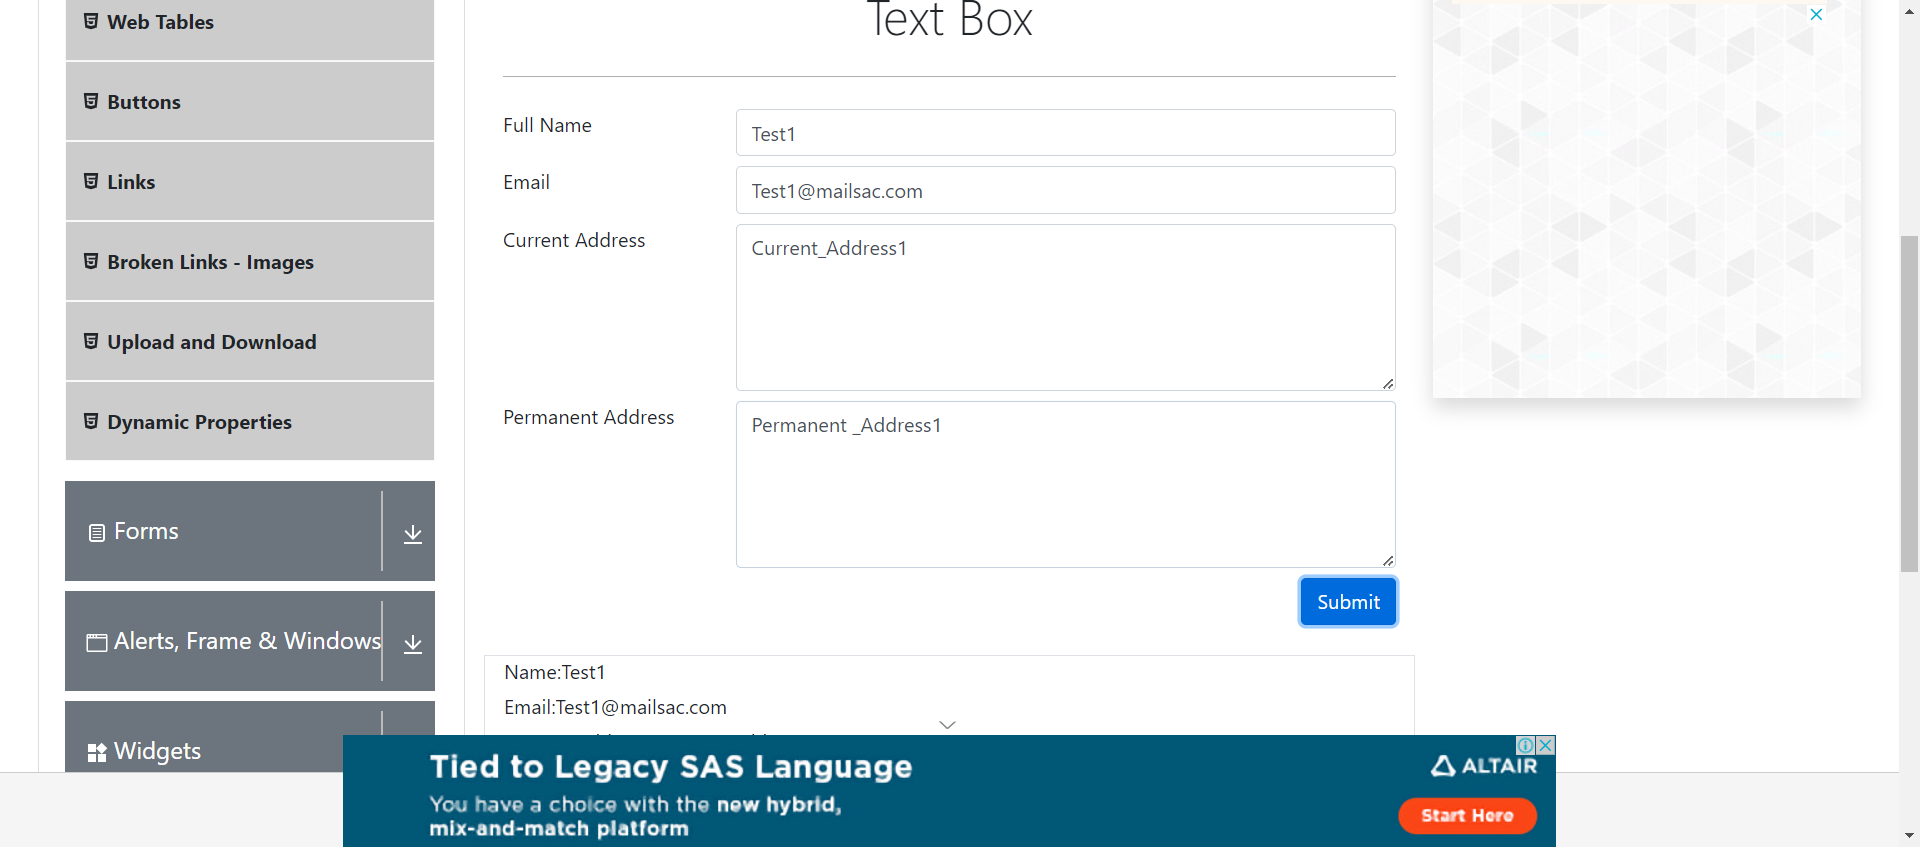 Web Tables
Buttons
Links
Broken Links - Images
Upload and Download
Dynamic Properties
Forms
Alerts, Frame & Windows
Widgets
Text Box
Full Name
Test1
Email
Test1@mailsac.com
Current Address
Current_Address1
Permanent Address
Permanent _Address1
Submit
Name:Test1
Email:Test1@mailsac.com
Tied to Legacy SAS Language
You have a choice with the new hybrid,
mix-and-match platform
ALTAIR
Start Here